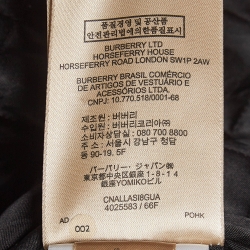 품질경영 및 공산품
안전관리법에 의한품질표시
BURBERRY LTD
HORSEFERRY HOUSE
HORSEFERRY ROAD LONDON SW1P 2AW
BURBERRY BRASIL COMÉRCIO
DE ARTIGOS DE VESTUÁRIO E
ACESSÓRIOS LTDA.
CNPJ: 10.770.518/0001-68
제조원 : 버버리
수입원 : 버버리코리아㈜
소비자상담실 : 080 700 8800
주소 : 서울시 강남구 청담
동 90-19. 5F
バーバリー・ジャパン㈱
東京都中央区銀座1-8-14
銀座YOMIKOビル
CNALLASI8GUA
4025583 / 66F
AD
POHK
002